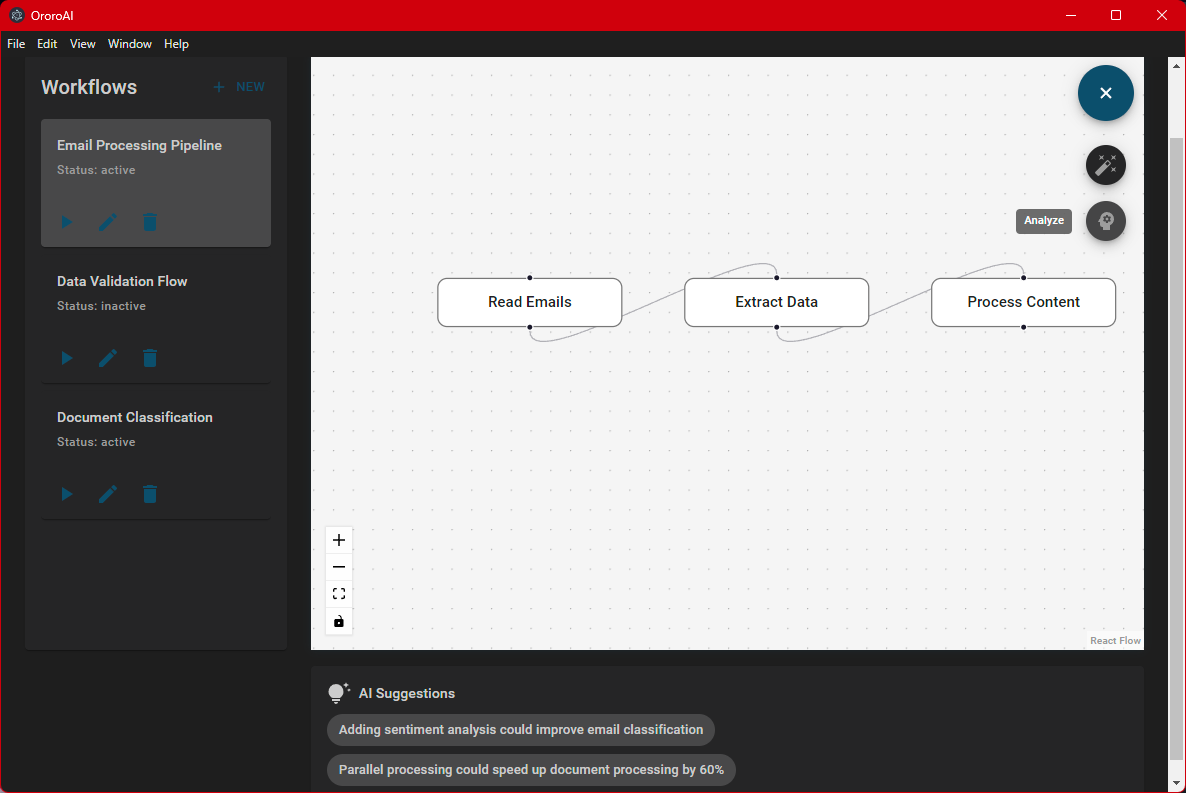 OroroAI
File Edit View Window Help
Workflows
+ NEW
Email Processing Pipeline
Status: active
Data Validation Flow
Status: inactive
Document Classification
Status: active
Analyze
Read Emails
Extract Data
Process Content
React Flow
AI Suggestions
Adding sentiment analysis could improve email classification
Parallel processing could speed up document processing by 60%